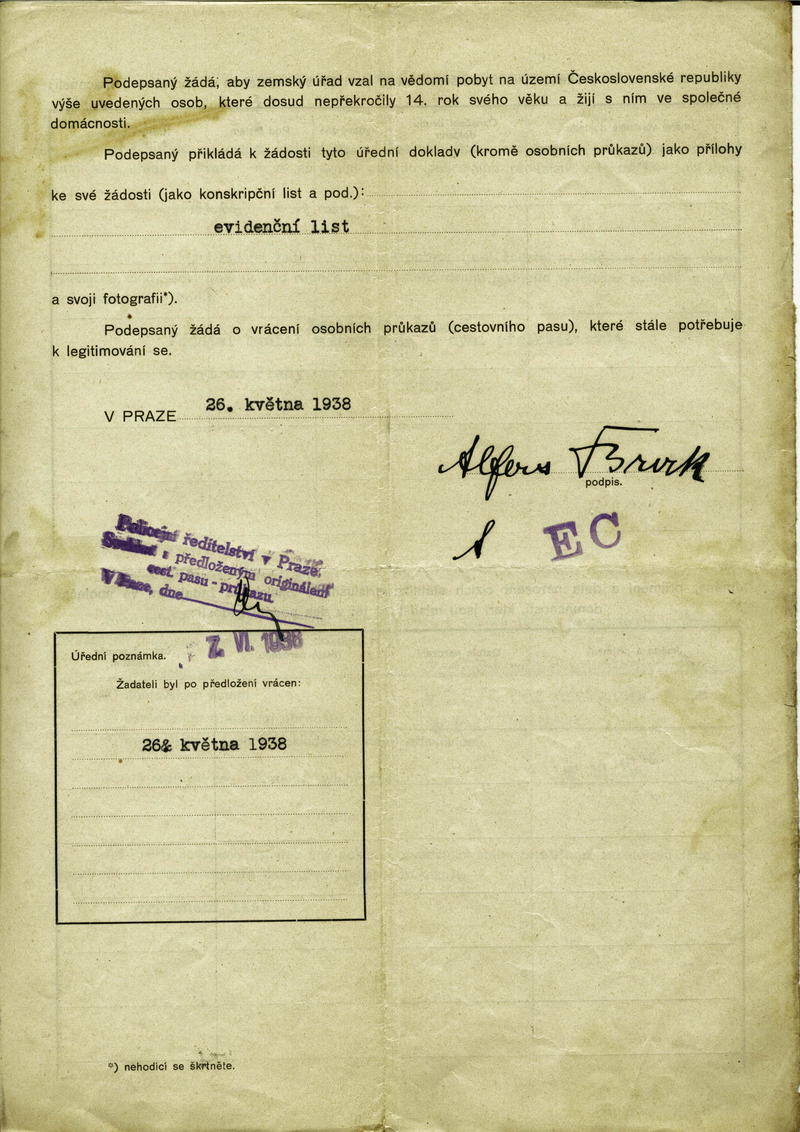 Podepsaný žádá, aby zemský úřad vzal na vědomí pobyt na území Československé republiky
výše uvedených osob, které dosud nepřekročily 14. rok svého věku a žijí s ním ve společné
domácnosti.
Podepsaný přikládá k žádosti tyto úřední doklady (kromě osobních průkazů) jako přílohy
ke své žádosti (jako konskripční list a pod.):
evidenční list
a svoji fotografii*).
Podepsaný žádá o vrácení osobních průkazů (cestovního pasu), které stále potřebuje
k legitimování se.
V PRAZE 26. května 1938
podpis.
EC
Policejní ředitelství v Praze.
s předloženým originálem
cest. pasu - průkazu.
V Praze, dne
7. VI. 1938
Úřední poznámka.
Žadateli byl po předložení vrácen:
26. května 1938
*) nehodící se škrtněte.